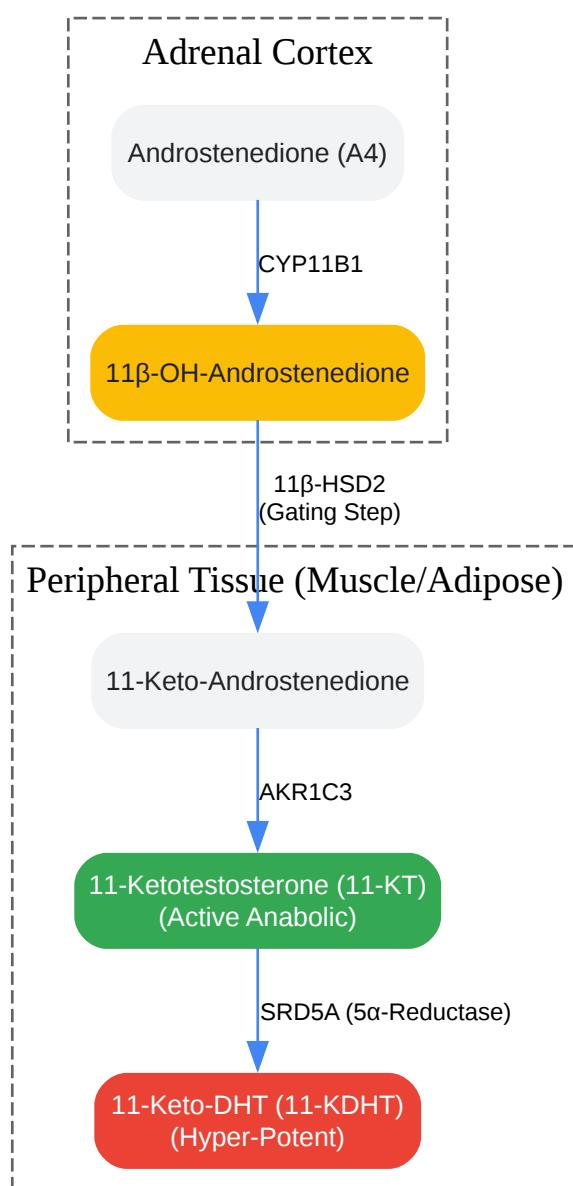 Adrenal Cortex
Androstenedione (A4)
CYP11B1
11β-OH-Androstenedione
11β-HSD2
(Gating Step)
Peripheral Tissue (Muscle/Adipose)
11-Keto-Androstenedione
AKR1C3
11-Ketotestosterone (11-KT)
(Active Anabolic)
SRD5A (5α-Reductase)
11-Keto-DHT (11-KDHT)
(Hyper-Potent)